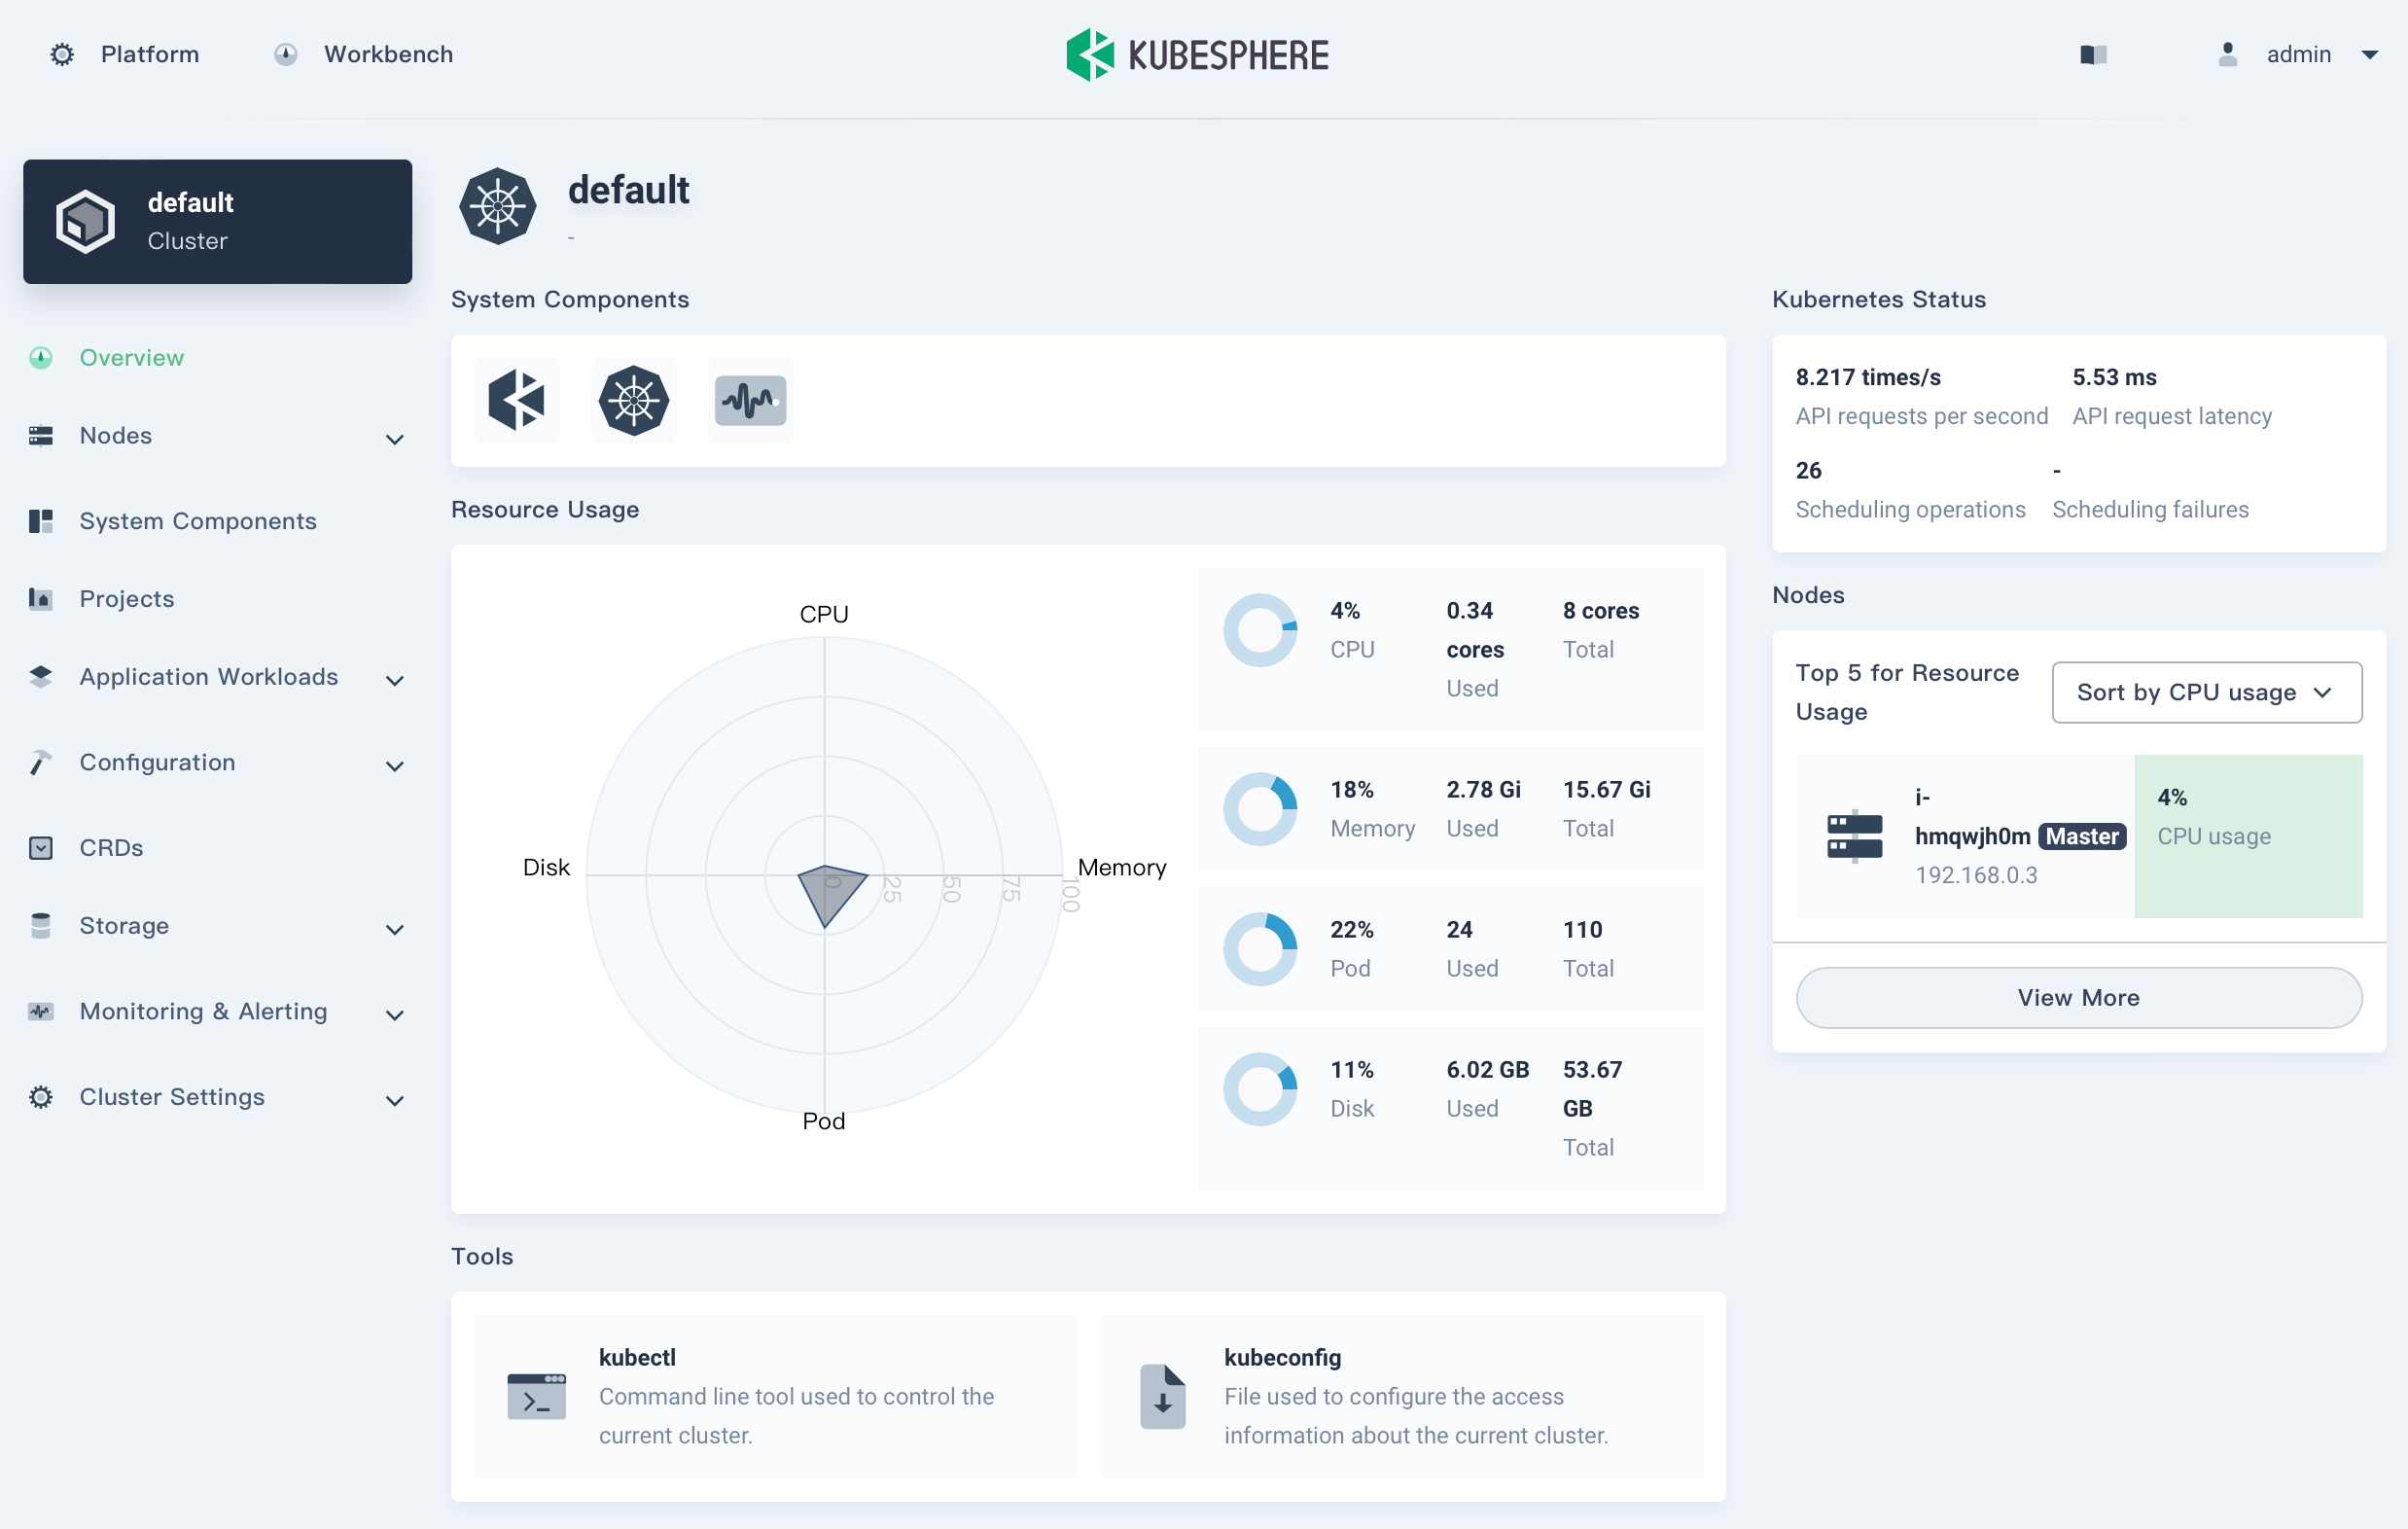 Platform
Workbench
KUBESPHERE
admin
default
Cluster
Overview
Nodes
System Components
Projects
Application Workloads
Configuration
CRDs
Storage
Monitoring & Alerting
Cluster Settings
default
-
System Components
Resource Usage
CPU
Memory
Pod
Disk
0
25
50
75
100
4%
CPU
0.34
cores
Used
8 cores
Total
18%
Memory
2.78 Gi
Used
15.67 Gi
Total
22%
Pod
24
Used
110
Total
11%
Disk
6.02 GB
Used
53.67
GB
Total
Tools
kubectl
Command line tool used to control the
current cluster.
kubeconfig
File used to configure the access
information about the current cluster.
Kubernetes Status
8.217 times/s
API requests per second
5.53 ms
API request latency
26
Scheduling operations
-
Scheduling failures
Nodes
Top 5 for Resource
Usage
Sort by CPU usage
i-
hmqwjh0m Master
192.168.0.3
4%
CPU usage
View More